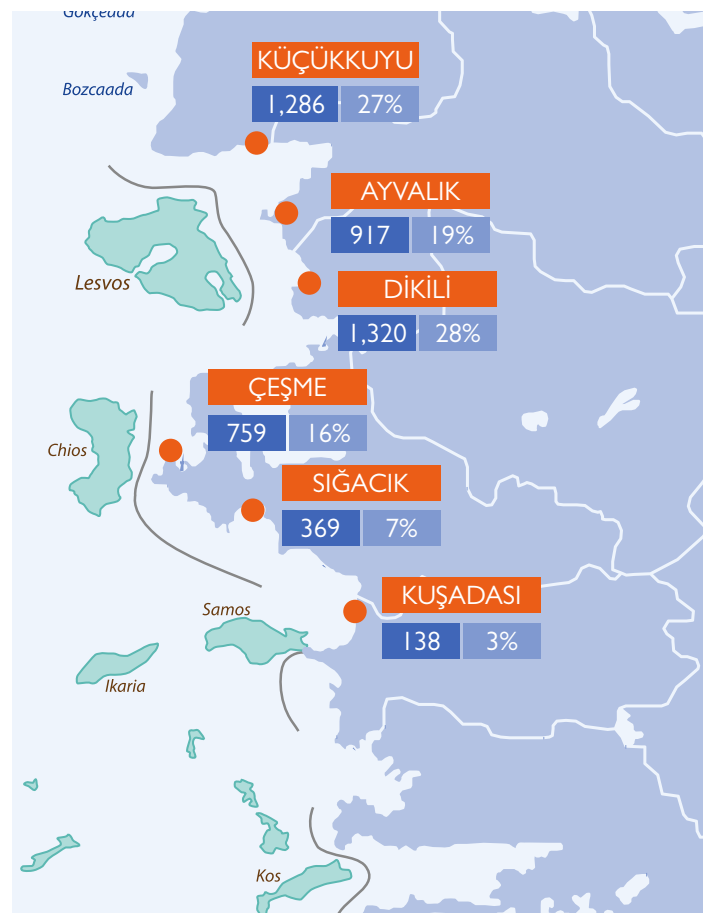 Gökçeada
Bozcaada
KÜÇÜKKUYU
1,286 27%
AYVALIK
917 19%
Lesvos
DİKİLİ
1,320 28%
ÇEŞME
759 16%
Chios
SIĞACIK
369 7%
KUŞADASI
138 3%
Samos
Ikaria
Kos